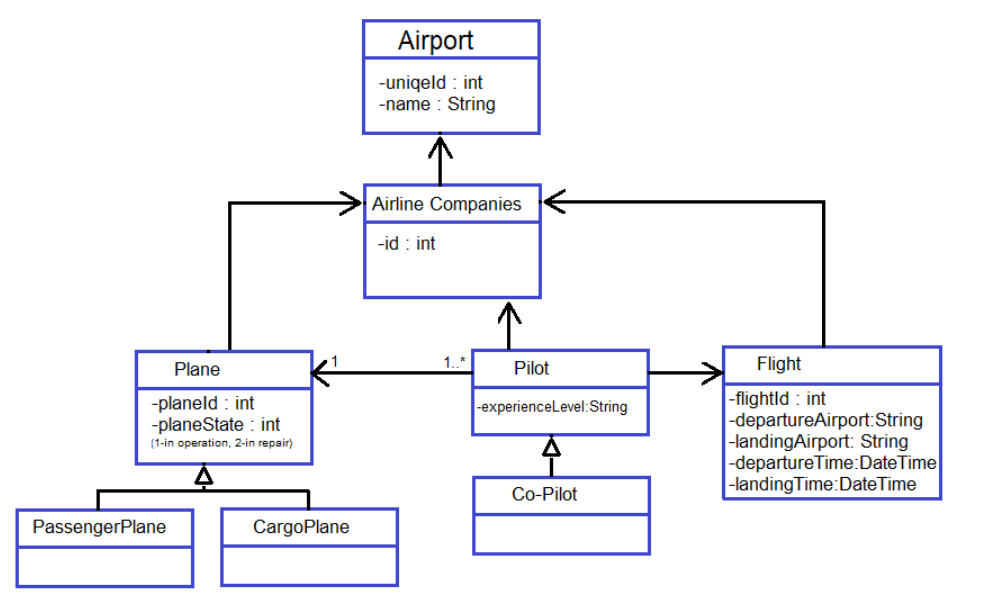 Airport
-uniqeId : int
-name : String
Airline Companies
-id : int
Plane
-planeId : int
-planeState : int
(1-in operation, 2-in repair)
1
1..*
Pilot
-experienceLevel:String
Flight
-flightId : int
-departureAirport:String
-landingAirport: String
-departureTime:DateTime
-landingTime:DateTime
PassengerPlane
CargoPlane
Co-Pilot